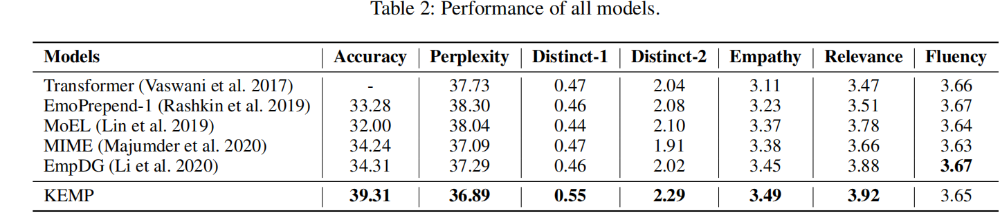 Table 2: Performance of all models.
Models Accuracy Perplexity Distinct-1 Distinct-2 Empathy Relevance Fluency
Transformer (Vaswani et al. 2017) - 37.73 0.47 2.04 3.11 3.47 3.66
EmoPrepend-1 (Rashkin et al. 2019) 33.28 38.30 0.46 2.08 3.23 3.51 3.67
MoEL (Lin et al. 2019) 32.00 38.04 0.44 2.10 3.37 3.78 3.64
MIME (Majumder et al. 2020) 34.24 37.09 0.47 1.91 3.38 3.66 3.63
EmpDG (Li et al. 2020) 34.31 37.29 0.46 2.02 3.45 3.88 3.67
KEMP 39.31 36.89 0.55 2.29 3.49 3.92 3.65